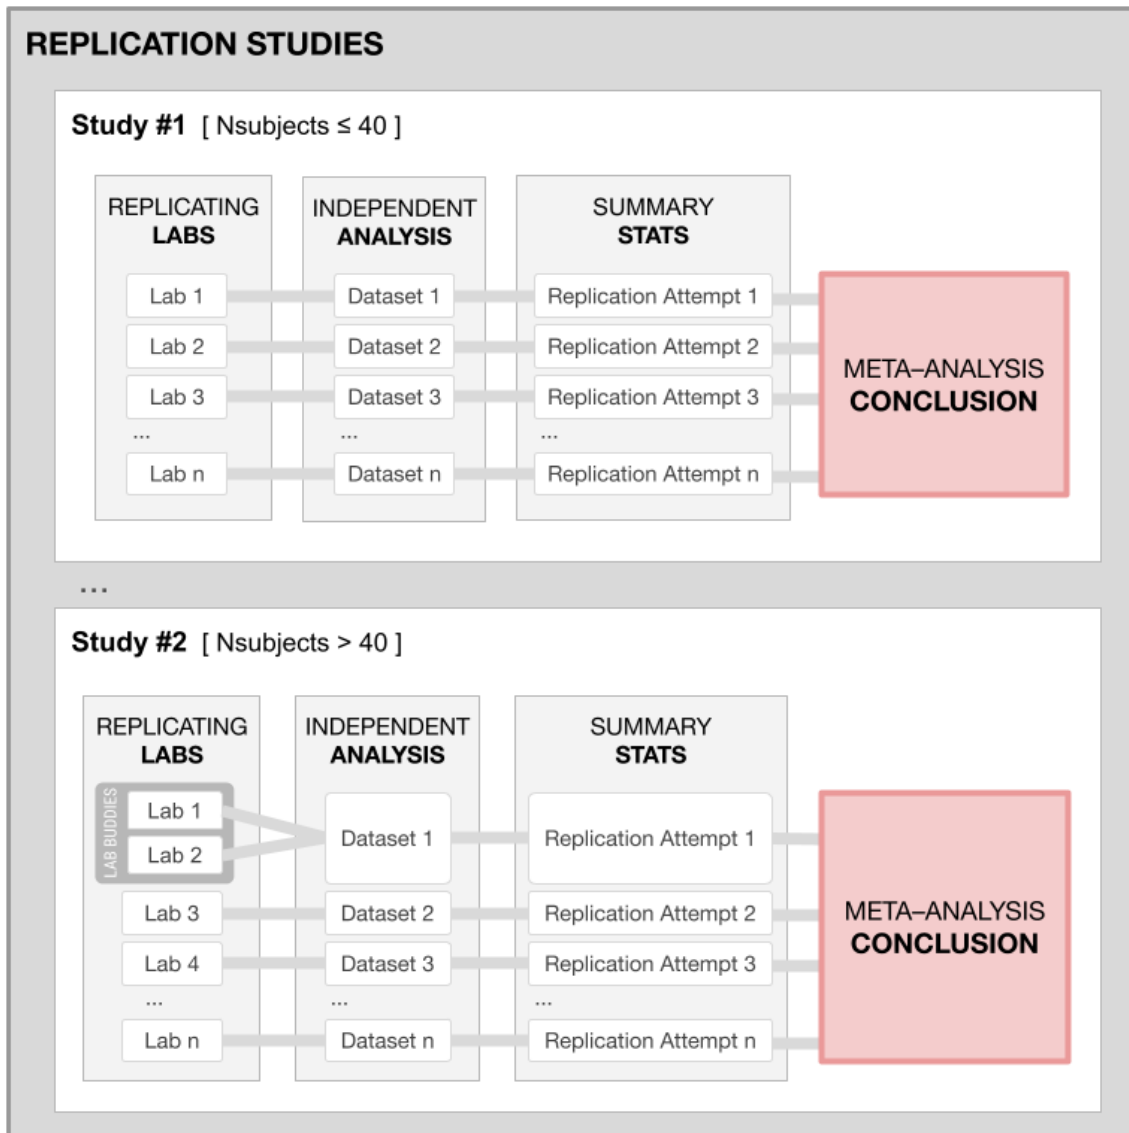 REPLICATION STUDIES
Study #1 [ Nsubjects ≤ 40 ]
REPLICATING
LABS
INDEPENDENT
ANALYSIS
SUMMARY
STATS
Lab 1
Dataset 1
Replication Attempt 1
Lab 2
Dataset 2
Replication Attempt 2
Lab 3
Dataset 3
Replication Attempt 3
...
...
...
Lab n
Dataset n
Replication Attempt n
META–ANALYSIS
CONCLUSION
...
Study #2 [ Nsubjects > 40 ]
REPLICATING
LABS
INDEPENDENT
ANALYSIS
SUMMARY
STATS
LAB BUDDIES
Lab 1
Lab 2
Dataset 1
Replication Attempt 1
Lab 3
Dataset 2
Replication Attempt 2
Lab 4
Dataset 3
Replication Attempt 3
...
...
...
Lab n
Dataset n
Replication Attempt n
META–ANALYSIS
CONCLUSION